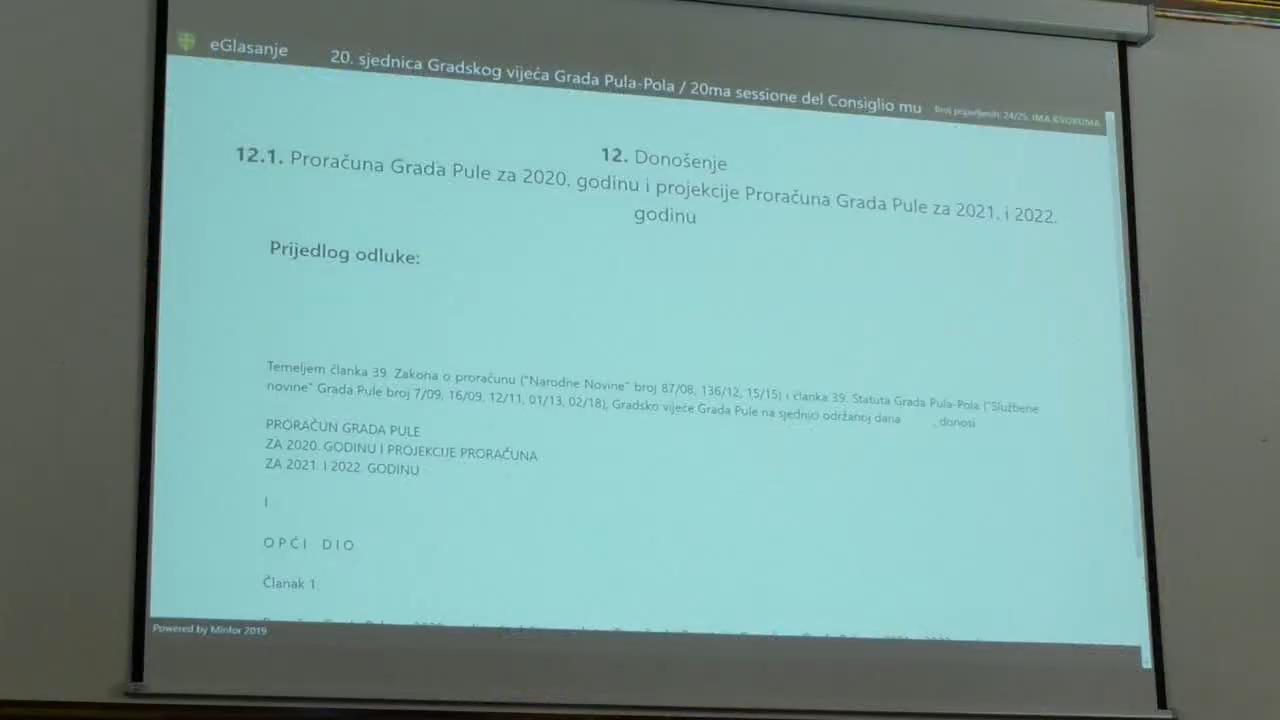 eGlasanje
20. sjednica Gradskog vijeća Grada Pula-Pola / 20ma sessione del Consiglio mu
Broj prijavljenih: 24/25, IMA KVORUMA
12. Donošenje
12.1. Proračuna Grada Pule za 2020. godinu i projekcije Proračuna Grada Pule za 2021. i 2022.
godinu
Prijedlog odluke:
Temeljem članka 39. Zakona o proračunu ("Narodne Novine" broj 87/08, 136/12, 15/15) i članka 39. Statuta Grada Pula-Pola ("Službene
novine" Grada Pule broj 7/09, 16/09, 12/11, 01/13, 02/18), Gradsko vijeće Grada Pule na sjednici održanoj dana , donosi
PRORAČUN GRADA PULE
ZA 2020. GODINU I PROJEKCIJE PRORAČUNA
ZA 2021. I 2022. GODINU
I
OPĆI DIO
Članak 1.
Powered by Minfor 2019